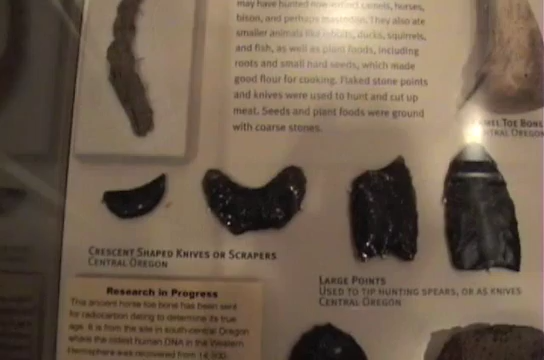 may have hunted now-extinct camels, horses,
bison, and perhaps mastodon. They also ate
smaller animals like rabbits, ducks, squirrels,
and fish, as well as plant foods, including
roots and small hard seeds, which made
good flour for cooking. Flaked stone points
and knives were used to hunt and cut up
meat. Seeds and plant foods were ground
with coarse stones.
TOE BONE
CENTRAL OREGON
CRESCENT SHAPED KNIVES OR SCRAPERS
CENTRAL OREGON
LARGE POINTS
USED TO TIP HUNTING SPEARS, OR AS KNIVES
CENTRAL OREGON
Research in Progress
This ancient horse toe bone has been sent
for radiocarbon dating to determine its true
age. It is from the site in south-central Oregon
where the oldest human DNA in the Western
Hemisphere was recovered from 14,300